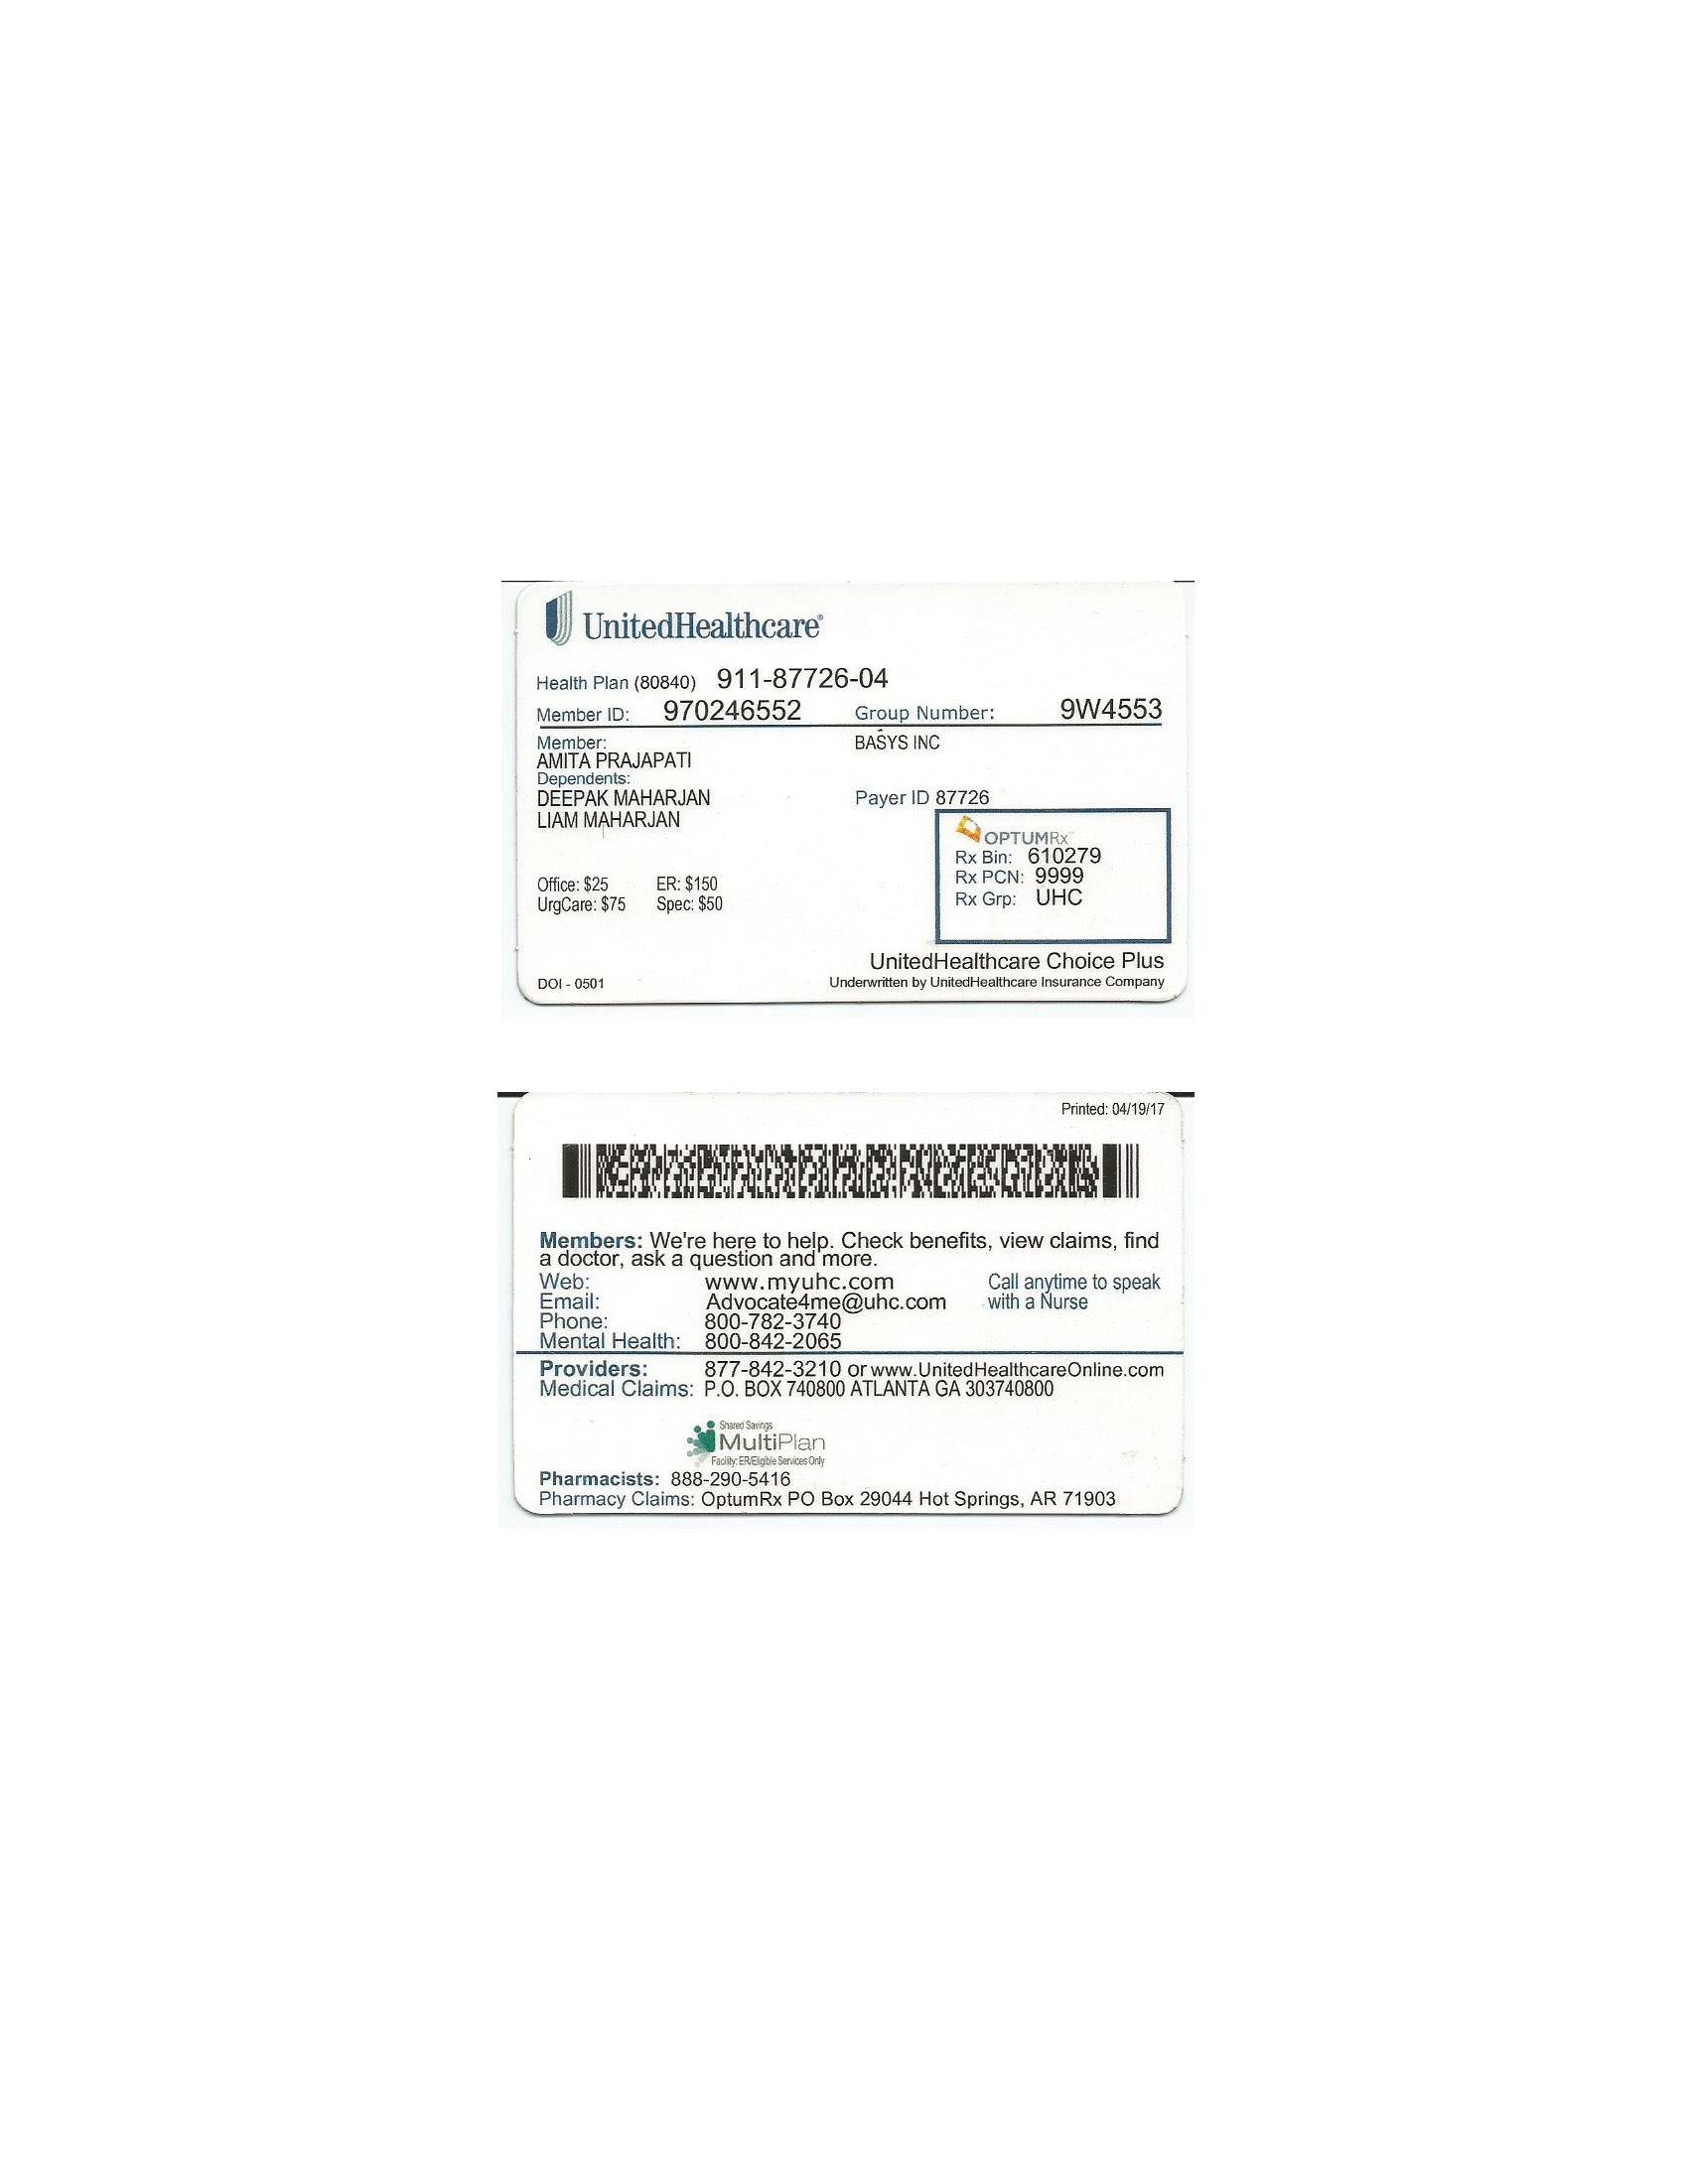 UnitedHealthcare®
Health Plan (80840) 911-87726-04
Member ID: 970246552 Group Number: 9W4553
Member: BASYS INC
AMITA PRAJAPATI
Dependents:
DEEPAK MAHARJAN Payer ID 87726
LIAM MAHARJAN
OPTUMRx™
Rx Bin: 610279
Rx PCN: 9999
Office: $25 ER: $150 Rx Grp: UHC
UrgCare: $75 Spec: $50
UnitedHealthcare Choice Plus
DOI - 0501 Underwritten by UnitedHealthcare Insurance Company
Printed: 04/19/17
Members: We're here to help. Check benefits, view claims, find
a doctor, ask a question and more.
Web: www.myuhc.com Call anytime to speak
Email: Advocate4me@uhc.com with a Nurse
Phone: 800-782-3740
Mental Health: 800-842-2065
Providers: 877-842-3210 or www.UnitedHealthcareOnline.com
Medical Claims: P.O. BOX 740800 ATLANTA GA 303740800
Shared Savings
MultiPlan
Facility: ER/Eligible Services Only
Pharmacists: 888-290-5416
Pharmacy Claims: OptumRx PO Box 29044 Hot Springs, AR 71903